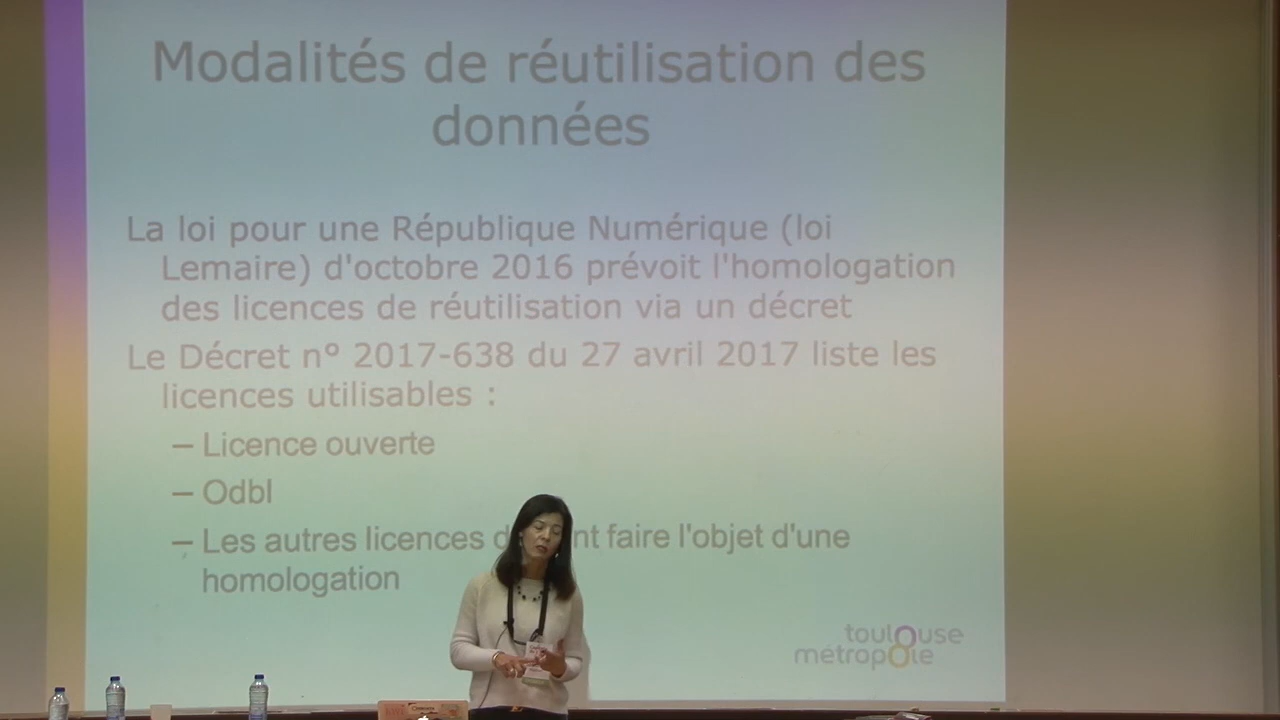 Modalités de réutilisation des
données
La loi pour une République Numérique (loi
Lemaire) d'octobre 2016 prévoit l'homologation
des licences de réutilisation via un décret
Le Décret n° 2017-638 du 27 avril 2017 liste les
licences utilisables :
– Licence ouverte
– Odbl
– Les autres licences d nt faire l'objet d'une
homologation
toulouse
métropole